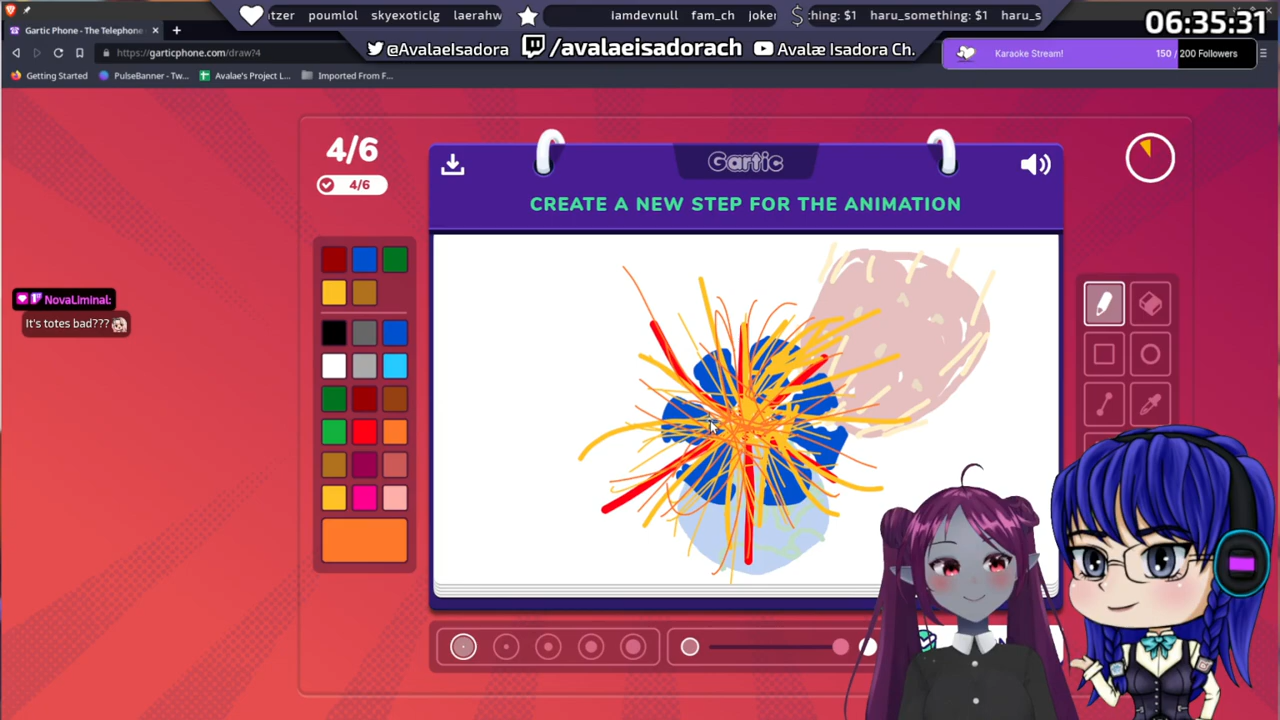 Gartic Phone - The Telephone
tzer poumlol skyexoticlg laerahw
Iamdevnull fam_ch joker
$ :hing: $1 haru_something: $1 haru_s
06:35:31
https://garticphone.com/draw?4
@AvalaeIsadora /avalaeisadorach Avalæ Isadora Ch.
Karaoke Stream! 150 / 200 Followers
Getting Started PulseBanner - Tw... Avalae's Project L... Imported From F...
4/6
4/6
Gartic
CREATE A NEW STEP FOR THE ANIMATION
NovaLiminal:
It's totes bad???